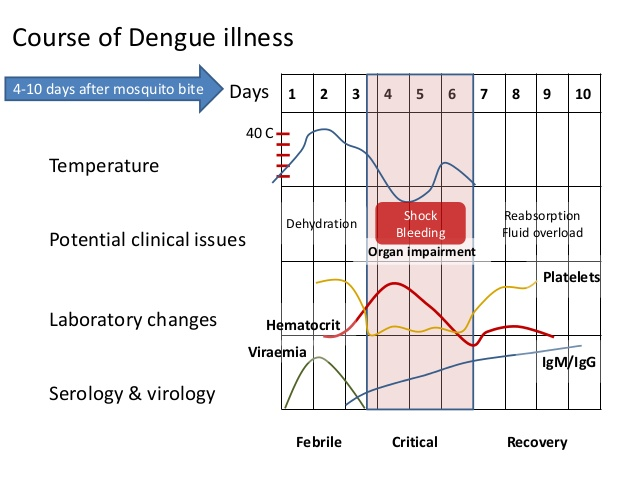 Course of Dengue illness
4-10 days after mosquito bite
Days
1 2 3 4 5 6 7 8 9 10
40 C
Temperature
Potential clinical issues
Dehydration
Shock
Bleeding
Organ impairment
Reabsorption
Fluid overload
Laboratory changes
Platelets
Hematocrit
Serology & virology
Viraemia
IgM/IgG
Febrile Critical Recovery